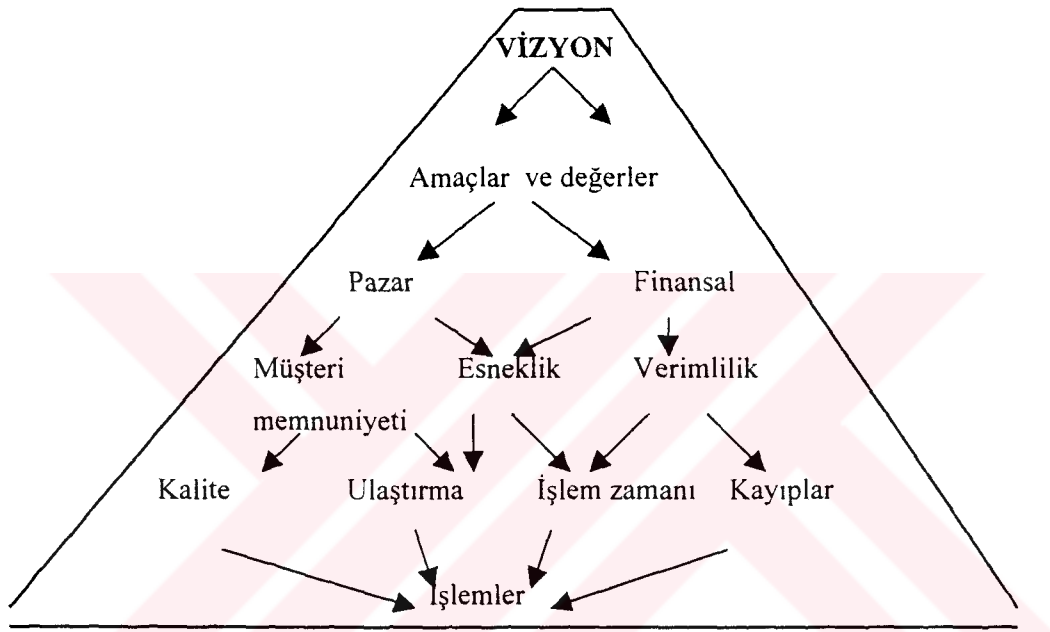 VİZYON
Amaçlar ve değerler
Pazar Finansal
Müşteri Esneklik Verimlilik
memnuniyeti
Kalite Ulaştırma İşlem zamanı Kayıplar
İşlemler